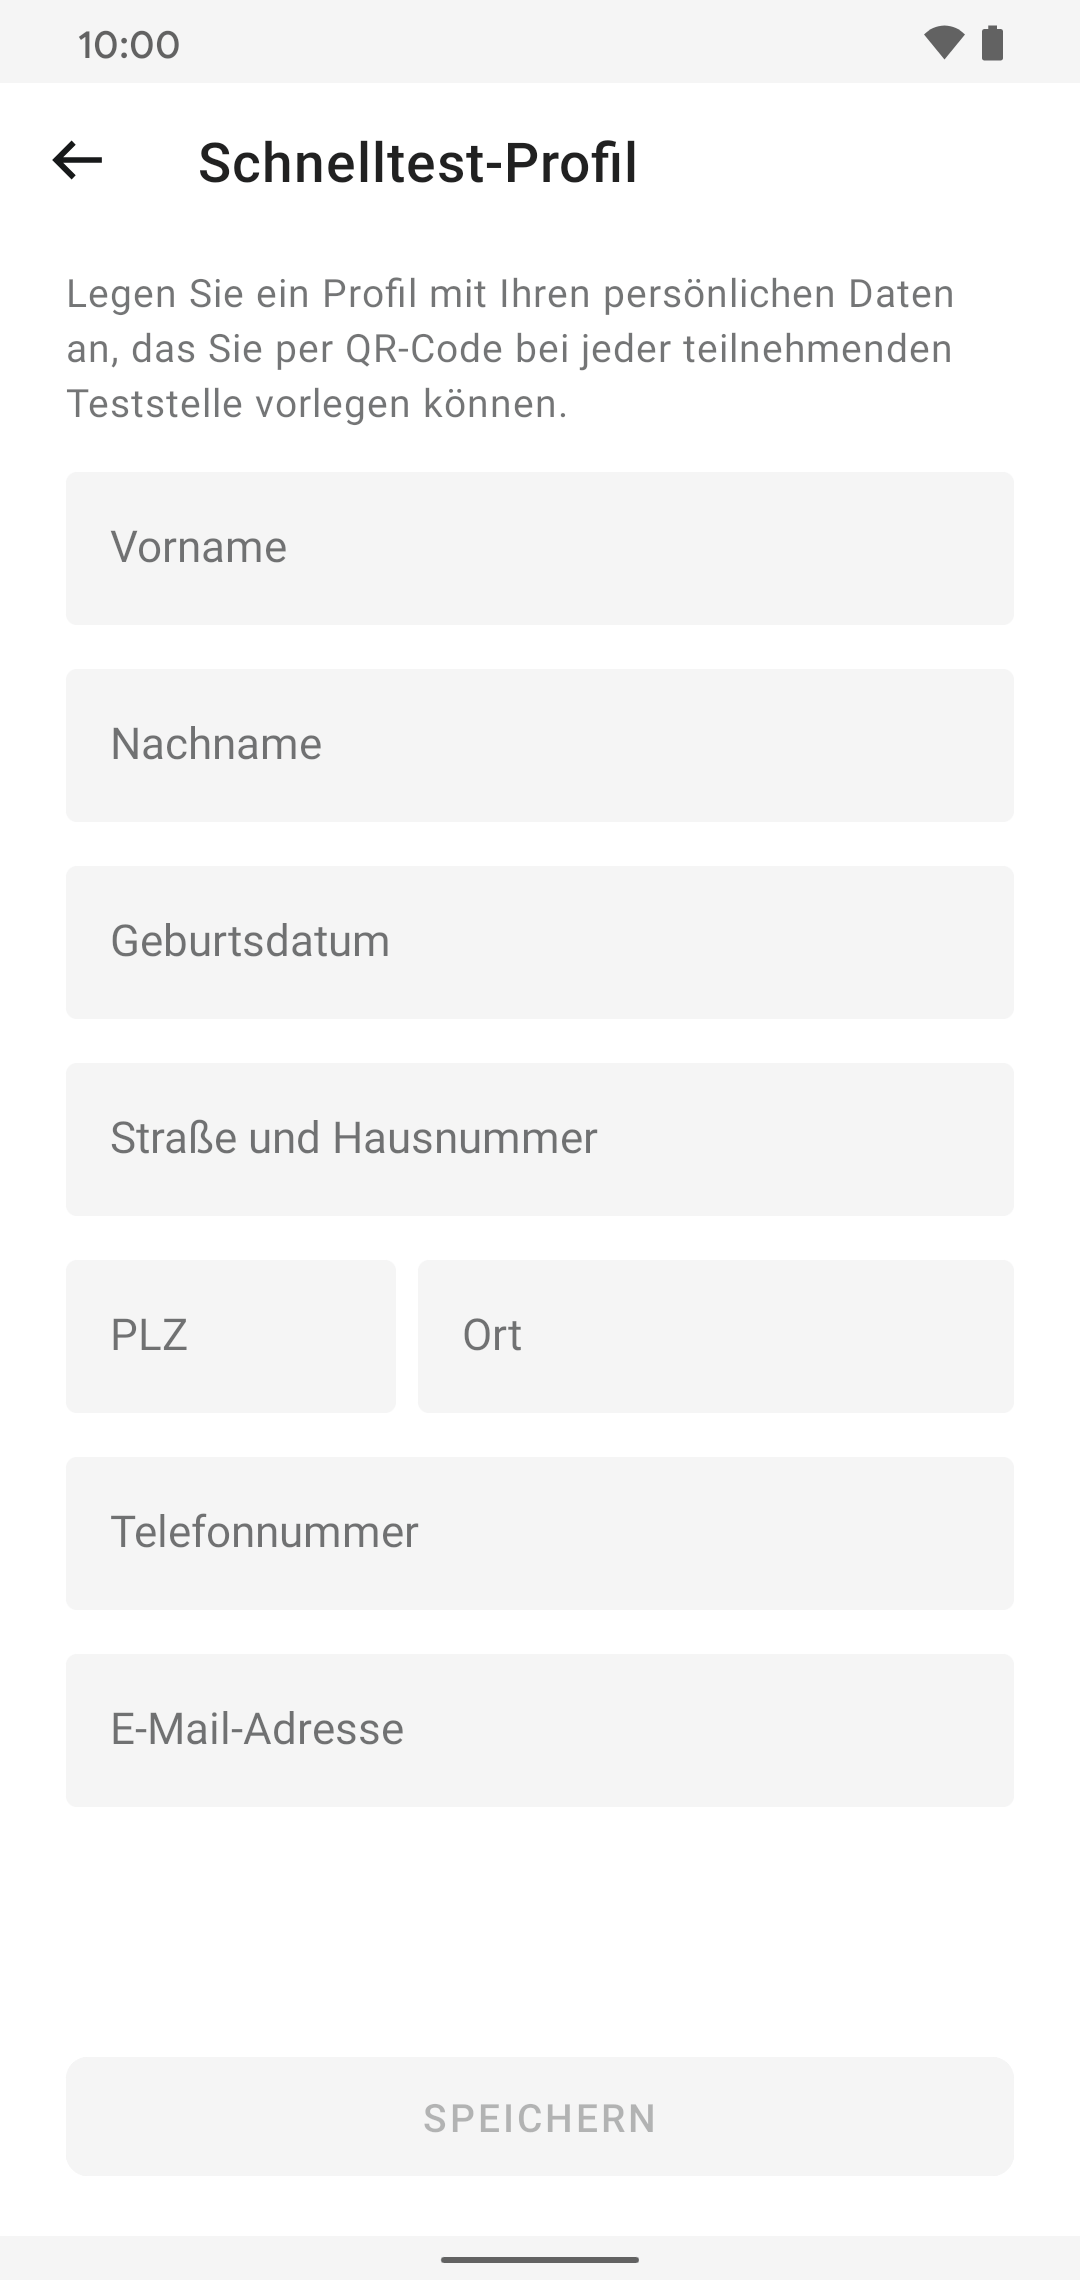 10:00
Schnelltest-Profil
Legen Sie ein Profil mit Ihren persönlichen Daten
an, das Sie per QR-Code bei jeder teilnehmenden
Teststelle vorlegen können.
Vorname
Nachname
Geburtsdatum
Straße und Hausnummer
PLZ Ort
Telefonnummer
E-Mail-Adresse
SPEICHERN